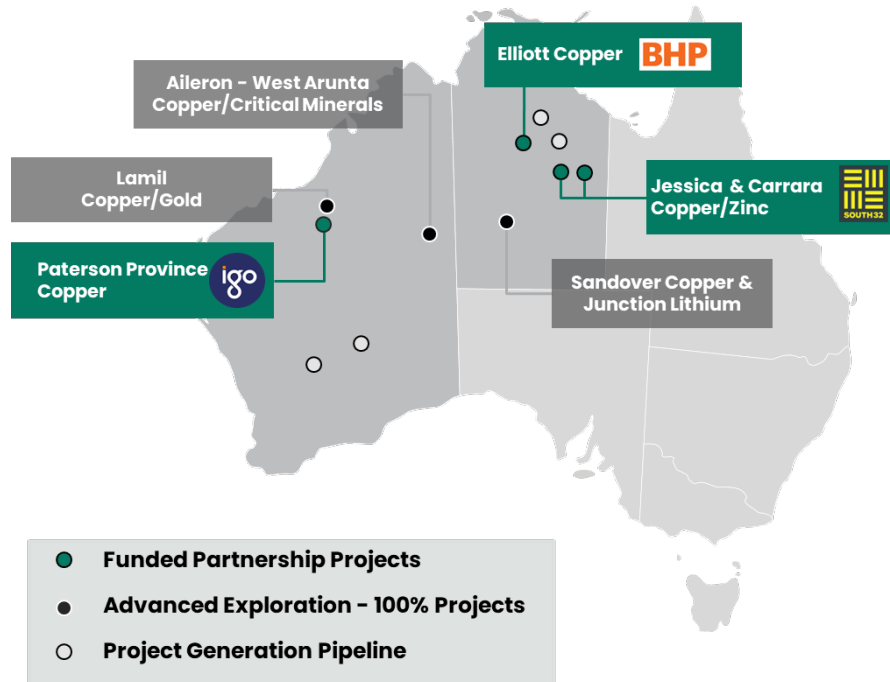 Elliott Copper
BHP
Aileron - West Arunta
Copper/Critical Minerals
Lamil
Copper/Gold
Jessica & Carrara
Copper/Zinc
SOUTH32
Paterson Province
Copper
igo
Sandover Copper &
Junction Lithium
Funded Partnership Projects
Advanced Exploration - 100% Projects
Project Generation Pipeline